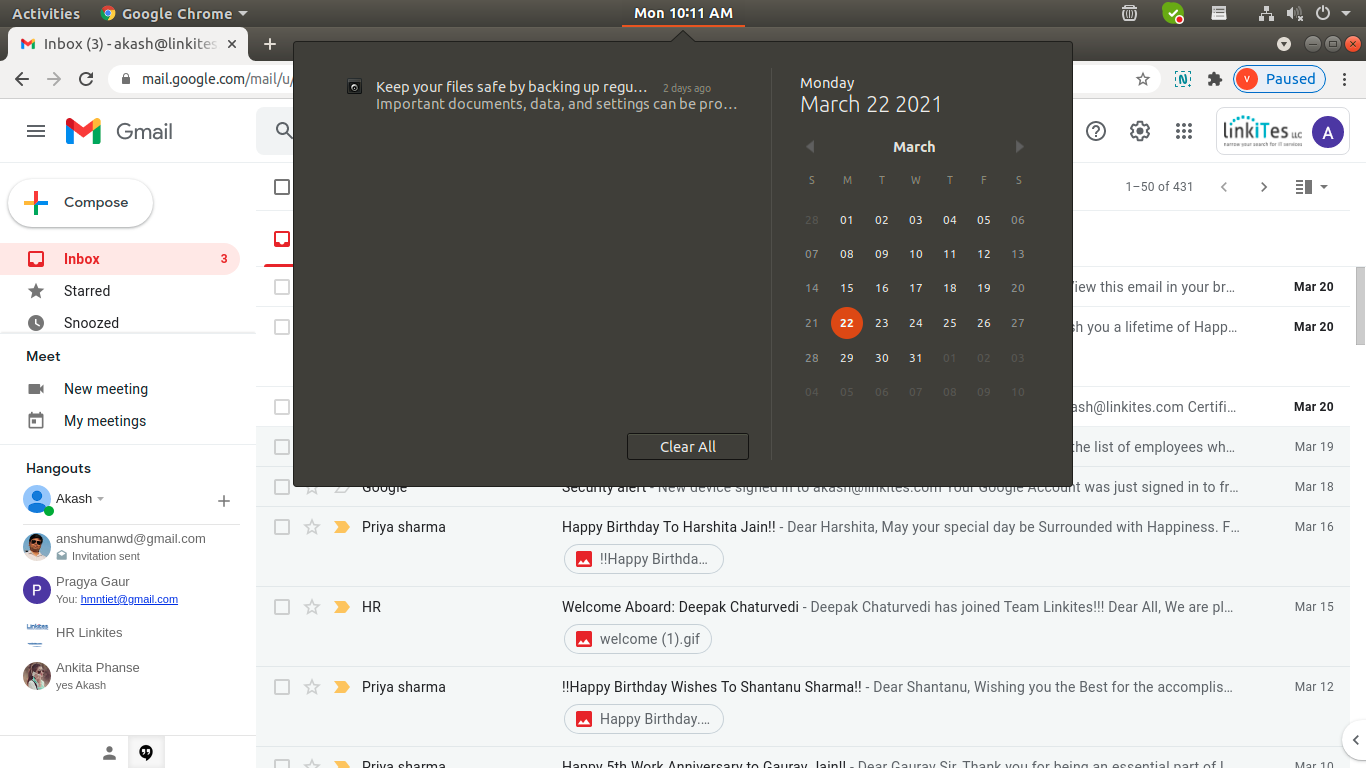 Activities
Google Chrome
Mon 10:11 AM
Inbox (3) - akash@linkites
mail.google.com/mail/u/
V Paused
Gmail
linkITes LLC
narrow your search for IT services
A
Compose
1–50 of 431
Inbox 3
Starred
Snoozed
Meet
New meeting
My meetings
Hangouts
Akash
anshumanwd@gmail.com
Invitation sent
P
Pragya Gaur
You: hmntiet@gmail.com
Linkites
HR Linkites
Ankita Phanse
yes Akash
Keep your files safe by backing up regu… 2 days ago
Important documents, data, and settings can be pro…
Clear All
Monday
March 22 2021
March
S M T W T F S
28 01 02 03 04 05 06
07 08 09 10 11 12 13
14 15 16 17 18 19 20
21 22 23 24 25 26 27
28 29 30 31 01 02 03
04 05 06 07 08 09 10
View this email in your br… Mar 20
sh you a lifetime of Happ… Mar 20
ash@linkites.com Certifi… Mar 20
the list of employees wh… Mar 19
Google Security alert - New device signed in to akash@linkites.com Your Google Account was just signed in to fr… Mar 18
Priya sharma Happy Birthday To Harshita Jain!! - Dear Harshita, May your special day be Surrounded with Happiness. F… Mar 16
!!Happy Birthda…
HR Welcome Aboard: Deepak Chaturvedi - Deepak Chaturvedi has joined Team Linkites!!! Dear All, We are pl… Mar 15
welcome (1).gif
Priya sharma !!Happy Birthday Wishes To Shantanu Sharma!! - Dear Shantanu, Wishing you the Best for the accomplis… Mar 12
Happy Birthday.…
Priya sharma Happy 5th Work Anniversary to Gaurav Jain!! - Dear Gaurav Sir, Thank you for being an essential part of L Mar 10